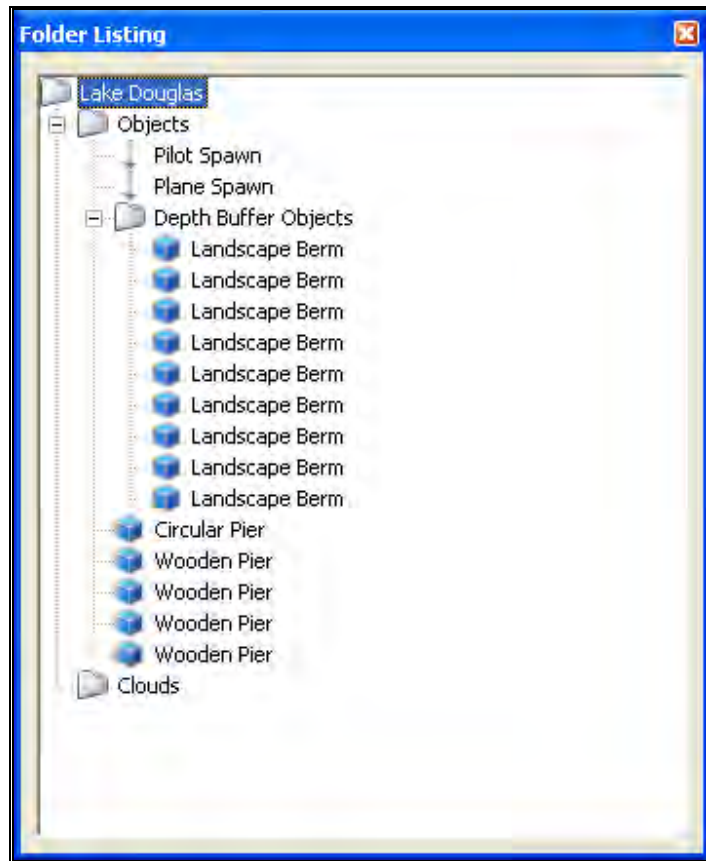 Folder Listing
Lake Douglas
Objects
Pilot Spawn
Plane Spawn
Depth Buffer Objects
Landscape Berm
Landscape Berm
Landscape Berm
Landscape Berm
Landscape Berm
Landscape Berm
Landscape Berm
Landscape Berm
Landscape Berm
Circular Pier
Wooden Pier
Wooden Pier
Wooden Pier
Wooden Pier
Clouds